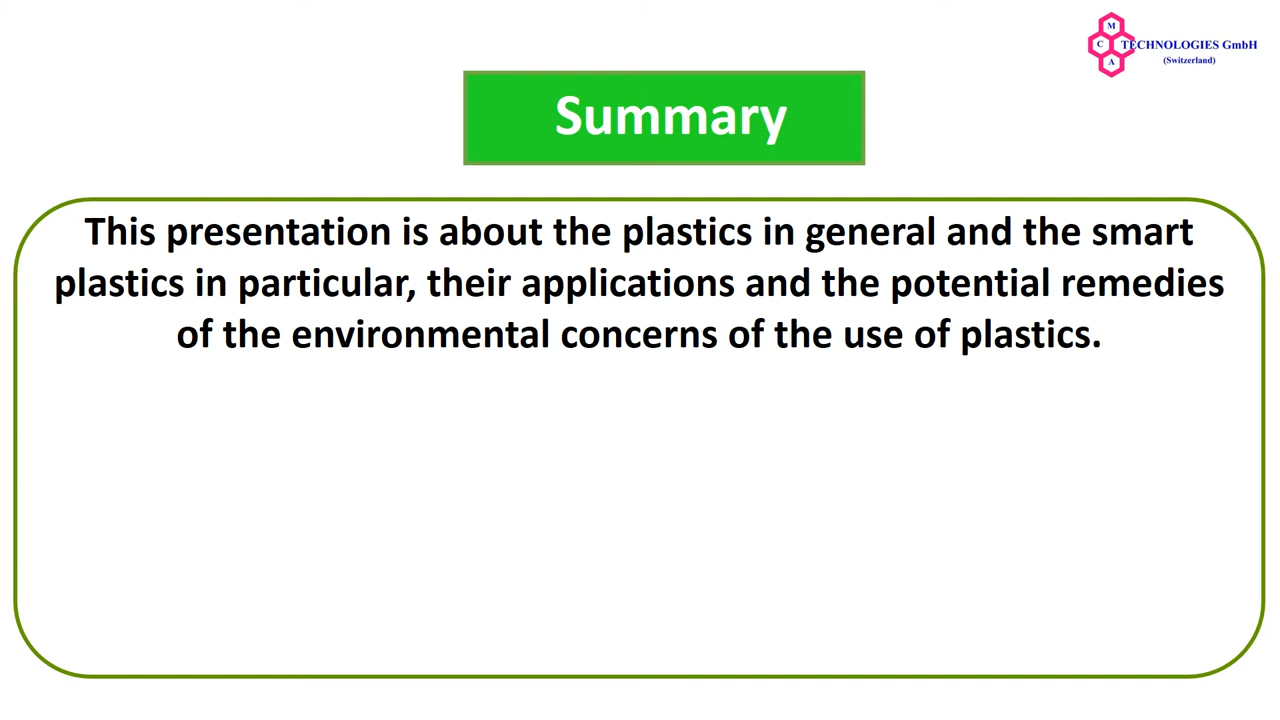 M
C
TECHNOLOGIES GmbH
A
(Switzerland)
Summary
This presentation is about the plastics in general and the smart
plastics in particular, their applications and the potential remedies
of the environmental concerns of the use of plastics.